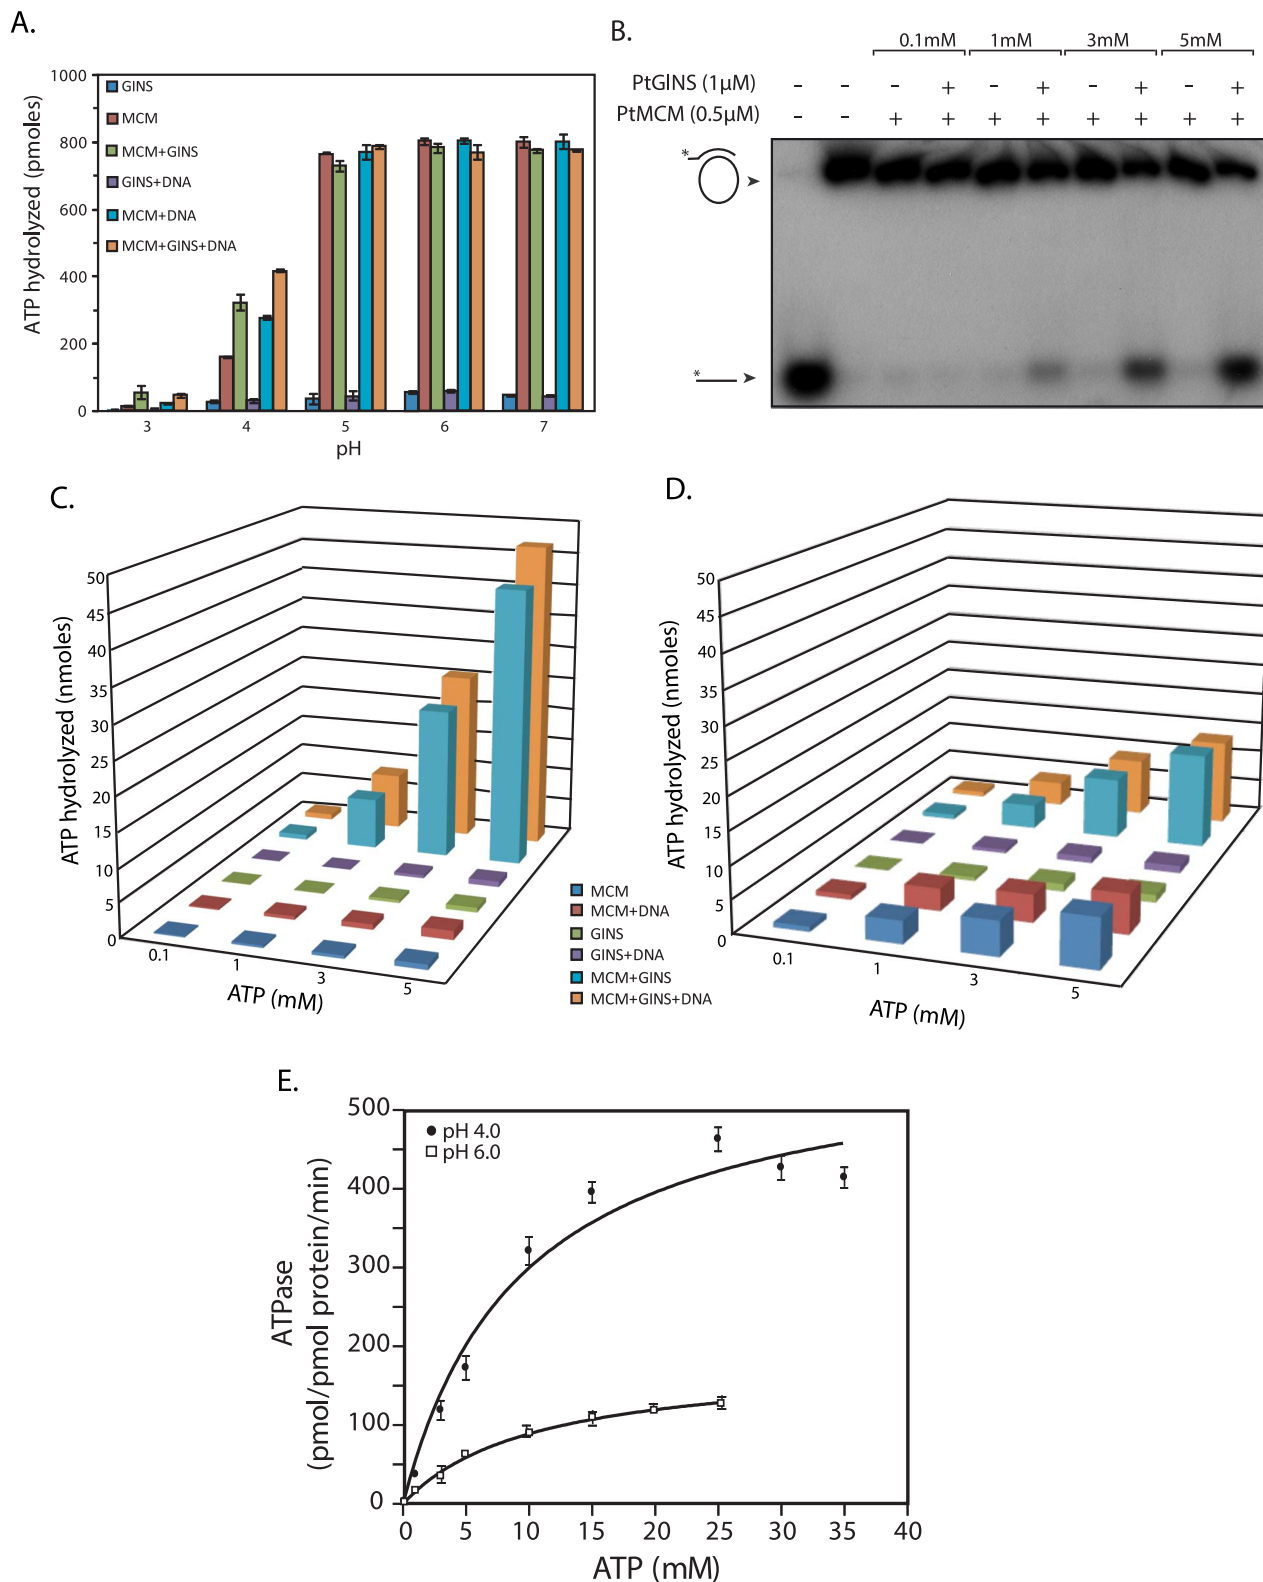 A.
ATP hydrolyzed (pmoles)
1000
800
600
400
200
0
GINS
MCM
MCM+GINS
GINS+DNA
MCM+DNA
MCM+GINS+DNA
3 4 5 6 7
pH
B.
0.1mM 1mM 3mM 5mM
PtGINS (1μM) - - - + - + - + - +
PtMCM (0.5μM) - - + + + + + + + +
*
*
C.
ATP hydrolyzed (nmoles)
50
45
40
35
30
25
20
15
10
5
0
0.1 1 3 5
ATP (mM)
MCM
MCM+DNA
GINS
GINS+DNA
MCM+GINS
MCM+GINS+DNA
D.
ATP hydrolyzed (nmoles)
50
45
40
35
30
25
20
15
10
5
0
0.1 1 3 5
ATP (mM)
E.
ATPase
(pmol/pmol protein/min)
500
400
300
200
100
0
pH 4.0
pH 6.0
0 5 10 15 20 25 30 35 40
ATP (mM)